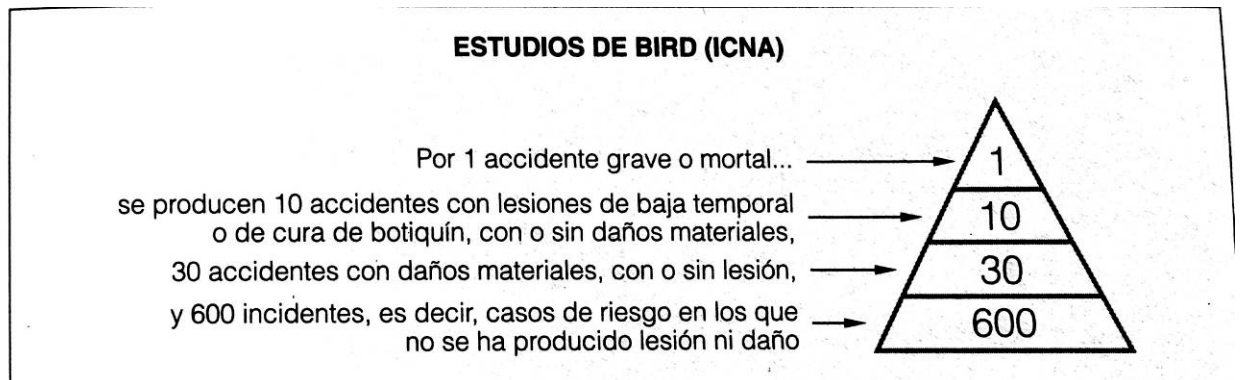 ESTUDIOS DE BIRD (ICNA)
Por 1 accidente grave o mortal...
1
se producen 10 accidentes con lesiones de baja temporal
o de cura de botiquín, con o sin daños materiales,
10
30 accidentes con daños materiales, con o sin lesión,
30
y 600 incidentes, es decir, casos de riesgo en los que
no se ha producido lesión ni daño
600